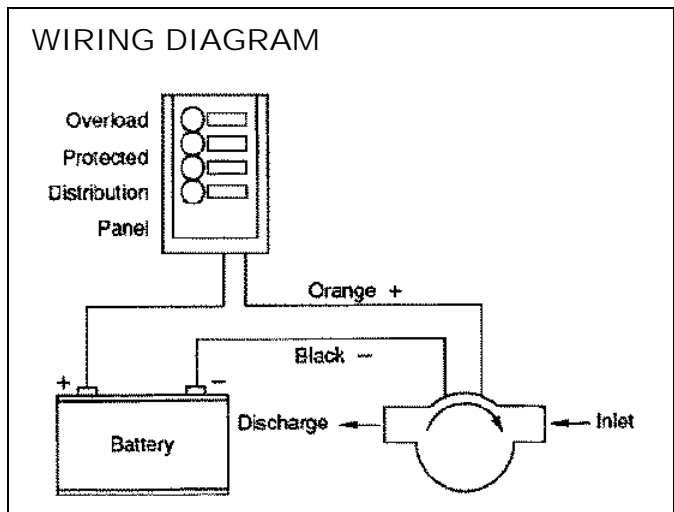 WIRING DIAGRAM
Overload
Protected
Distribution
Panel
Orange +
Black −
+
−
Battery
Discharge
Inlet